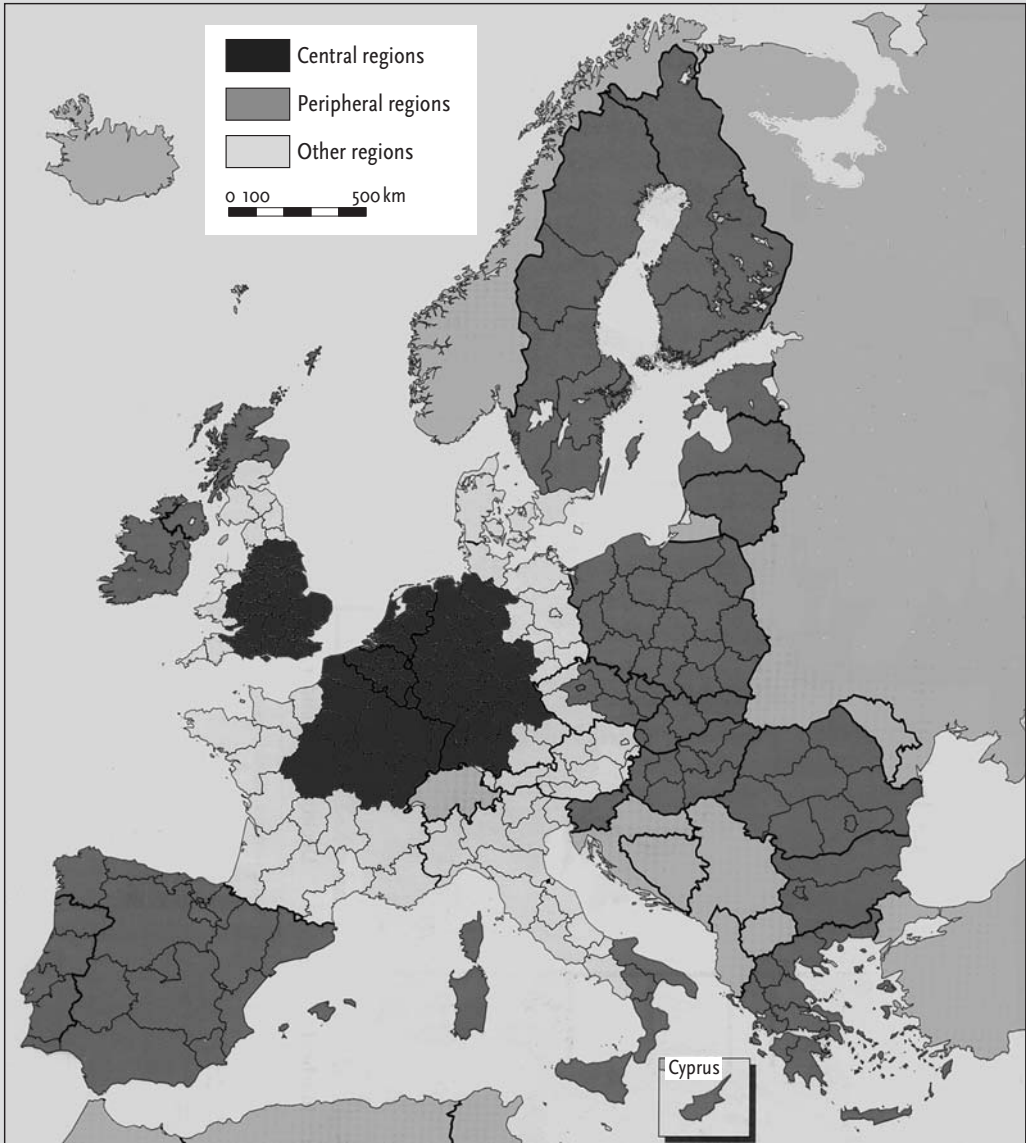 Central regions
Peripheral regions
Other regions
0 100 500 km
Cyprus